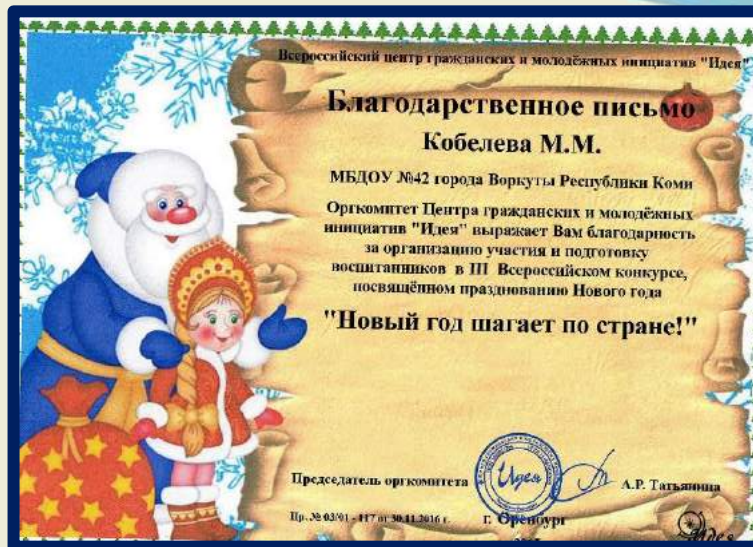 Всероссийский центр гражданских и молодёжных инициатив "Идея"
Благодарственное письмо
Кобелева М.М.
МБДОУ №42 города Воркуты Республики Коми
Оргкомитет Центра гражданских и молодёжных
инициатив "Идея" выражает Вам благодарность
за организацию участия и подготовку
воспитанников в III Всероссийском конкурсе,
посвящённом празднованию Нового года
"Новый год шагает по стране!"
Председатель оргкомитета
Идея
А.Р. Татьянина
Пр. № 03/01 - 117 от 30.11.2016 г.
г. Оренбург
Идея